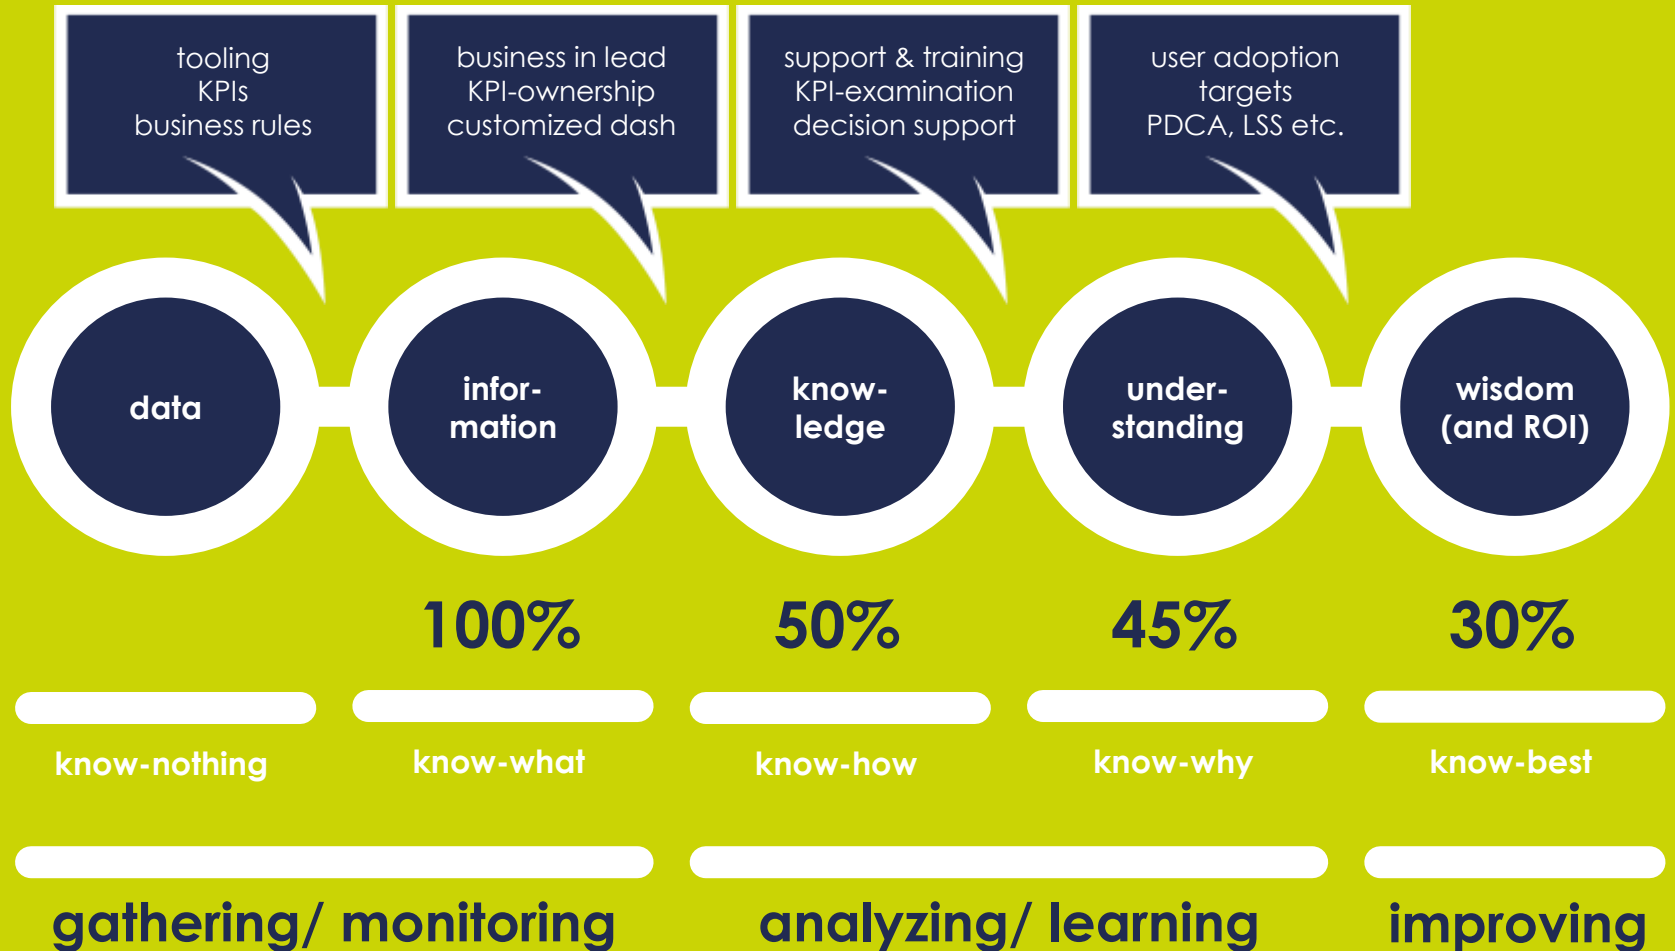 tooling
KPIs
business rules
business in lead
KPI-ownership
customized dash
support & training
KPI-examination
decision support
user adoption
targets
PDCA, LSS etc.
data
infor-
mation
know-
ledge
under-
standing
wisdom
(and ROI)
100%
50%
45%
30%
know-nothing
know-what
know-how
know-why
know-best
gathering/ monitoring
analyzing/ learning
improving